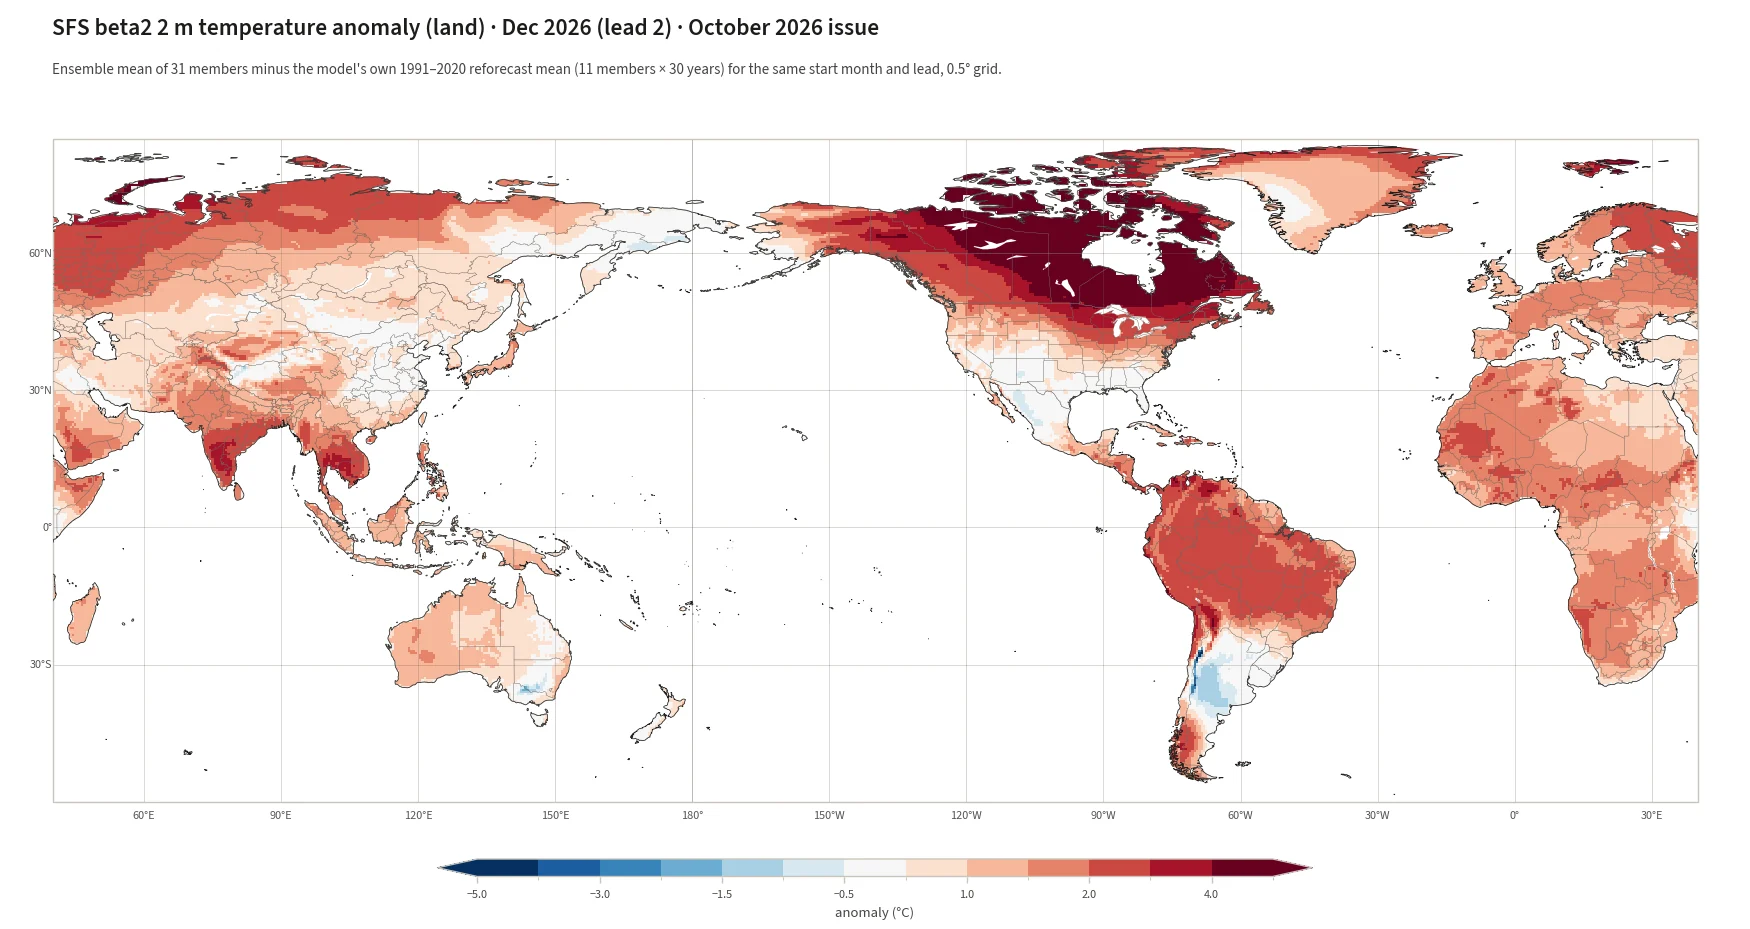 SFS beta2 2 m temperature anomaly (land) · Dec 2026 (lead 2) · October 2026 issue
Ensemble mean of 31 members minus the model's own 1991–2020 reforecast mean (11 members × 30 years) for the same start month and lead, 0.5° grid.
60°N
30°N
0°
30°S
60°E 90°E 120°E 150°E 180° 150°W 120°W 90°W 60°W 30°W 0° 30°E
−5.0 −3.0 −1.5 −0.5 1.0 2.0 4.0
anomaly (°C)